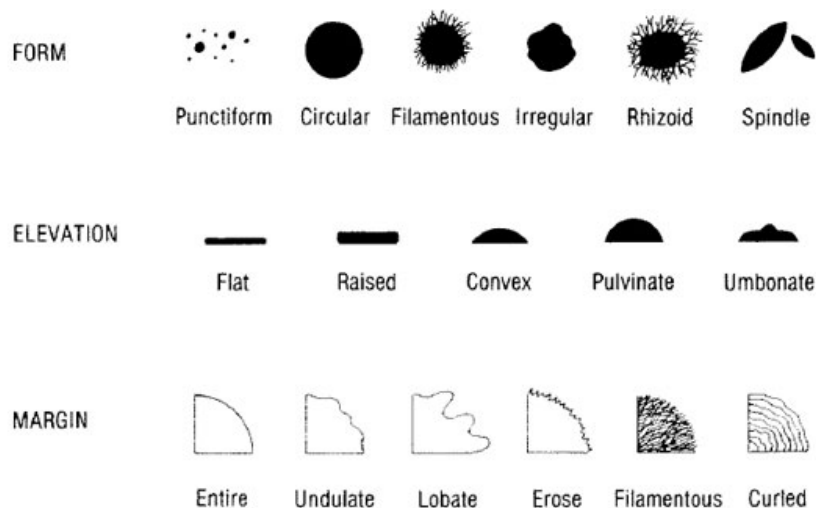 FORM
Punctiform Circular Filamentous Irregular Rhizoid Spindle
ELEVATION
Flat Raised Convex Pulvinate Umbonate
MARGIN
Entire Undulate Lobate Erose Filamentous Curled